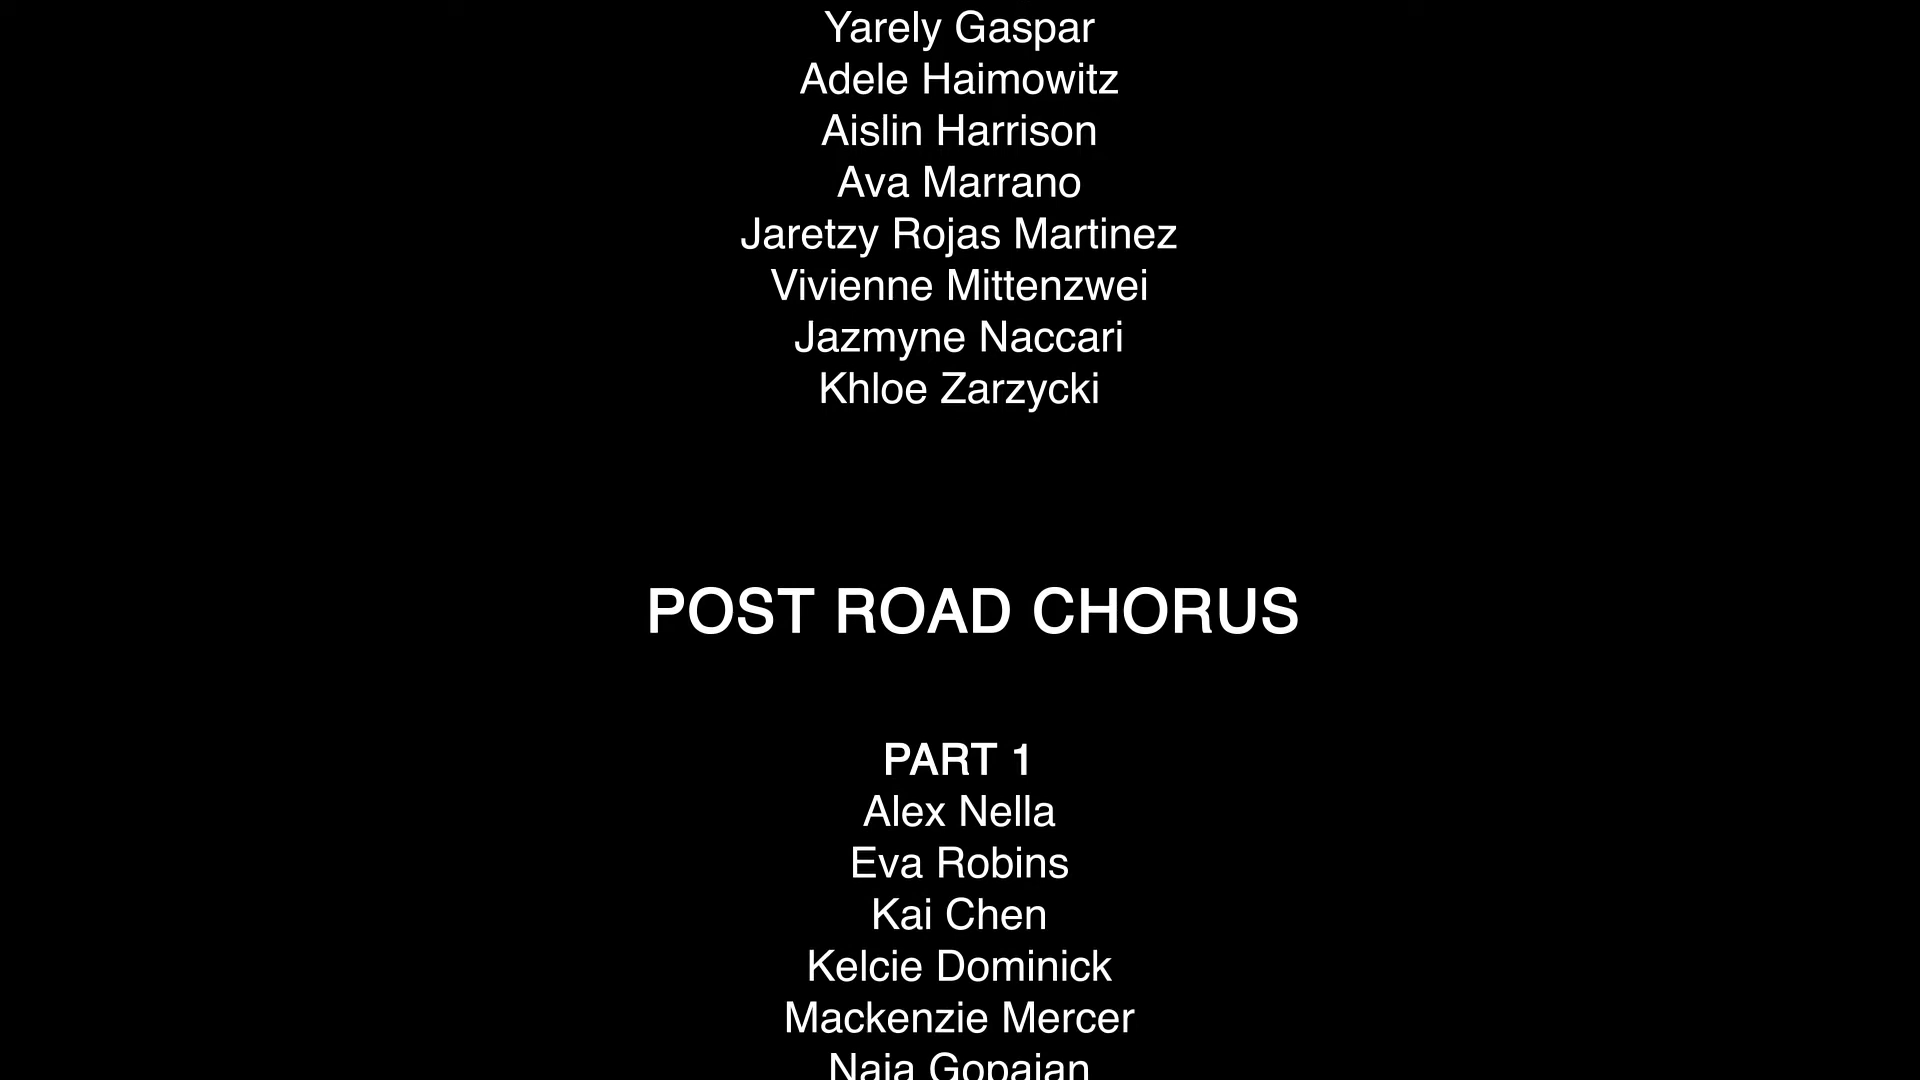 Yarely Gaspar
Adele Haimowitz
Aislin Harrison
Ava Marrano
Jaretzy Rojas Martinez
Vivienne Mittenzwei
Jazmyne Naccari
Khloe Zarzycki
POST ROAD CHORUS
PART 1
Alex Nella
Eva Robins
Kai Chen
Kelcie Dominick
Mackenzie Mercer